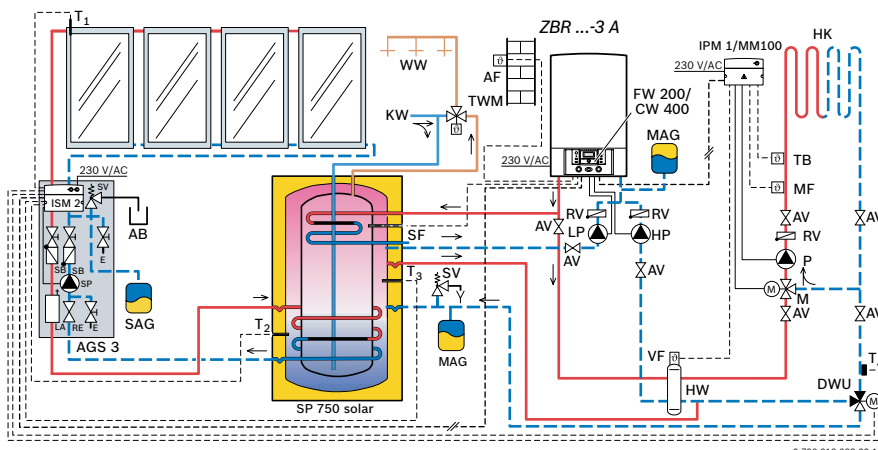 T1
ZBR ...-3 A
IPM 1/MM100
HK
WW
AF
230 V/AC
TWM
FW 200/
CW 400
KW
MAG
230 V/AC
TB
230 V/AC
MF
ISM 2
SV
AB
AV
RV
RV
AV
AV
SF
LP
HP
RV
E
AV
AV
P
SB
SB
T3
SV
SP
M
M
SAG
AV
AV
LA
RE
E
T2
MAG
VF
AGS 3
T
DWU
HW
M
SP 750 solar